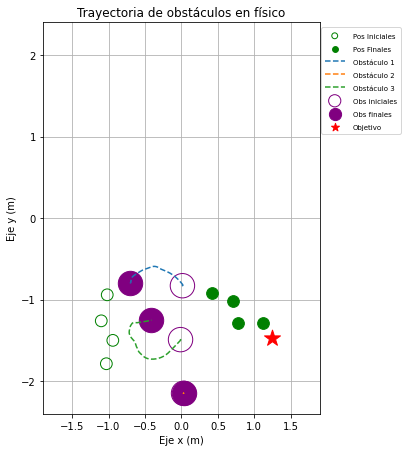 Trayectoria de obstáculos en físico
Pos Iniciales
Pos Finales
Obstáculo 1
Obstáculo 2
Obstáculo 3
Obs Iniciales
Obs finales
Objetivo
Eje y (m)
2
1
0
−1
−2
−1.5
−1.0
−0.5
0.0
0.5
1.0
1.5
Eje x (m)